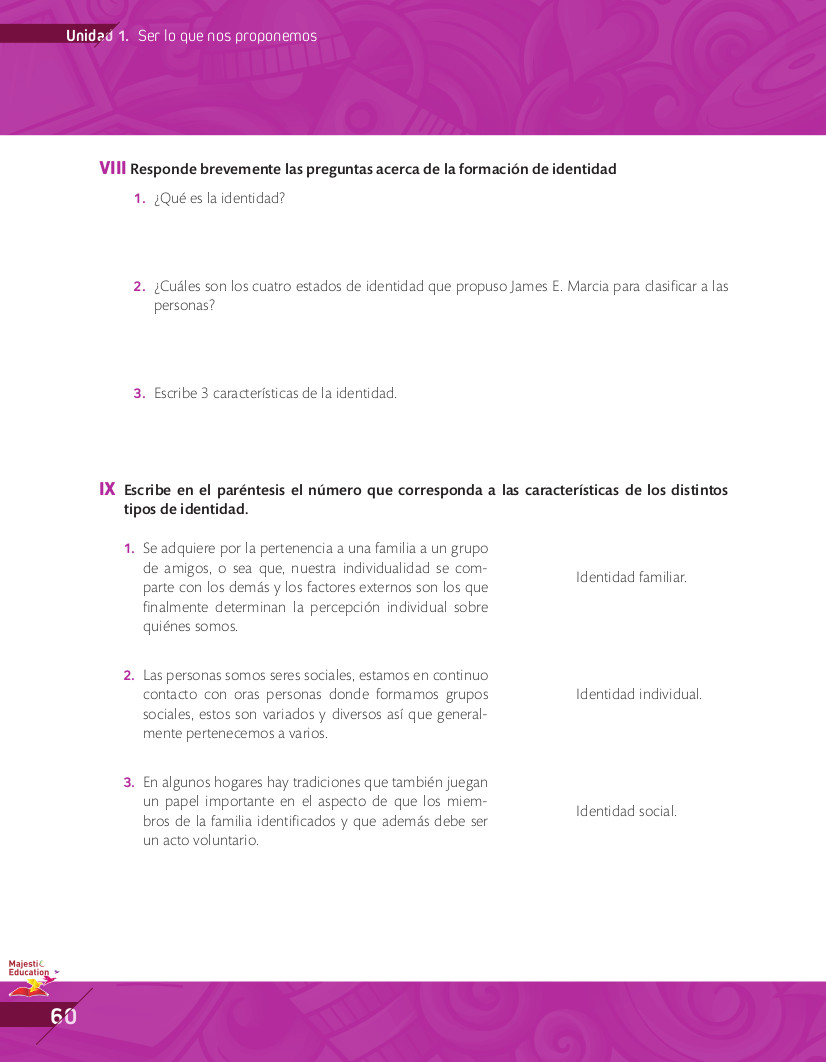 Unidad 1. Ser lo que nos proponemos
VIII Responde brevemente las preguntas acerca de la formación de identidad
1. ¿Qué es la identidad?
2. ¿Cuáles son los cuatro estados de identidad que propuso James E. Marcia para clasificar a las
personas?
3. Escribe 3 características de la identidad.
IX Escribe en el paréntesis el número que corresponda a las características de los distintos
tipos de identidad.
1. Se adquiere por la pertenencia a una familia a un grupo
de amigos, o sea que, nuestra individualidad se com-
parte con los demás y los factores externos son los que
finalmente determinan la percepción individual sobre
quiénes somos.
Identidad familiar.
2. Las personas somos seres sociales, estamos en continuo
contacto con oras personas donde formamos grupos
sociales, estos son variados y diversos así que general-
mente pertenecemos a varios.
Identidad individual.
3. En algunos hogares hay tradiciones que también juegan
un papel importante en el aspecto de que los miem-
bros de la familia identificados y que además debe ser
un acto voluntario.
Identidad social.
Majestic
Education
60